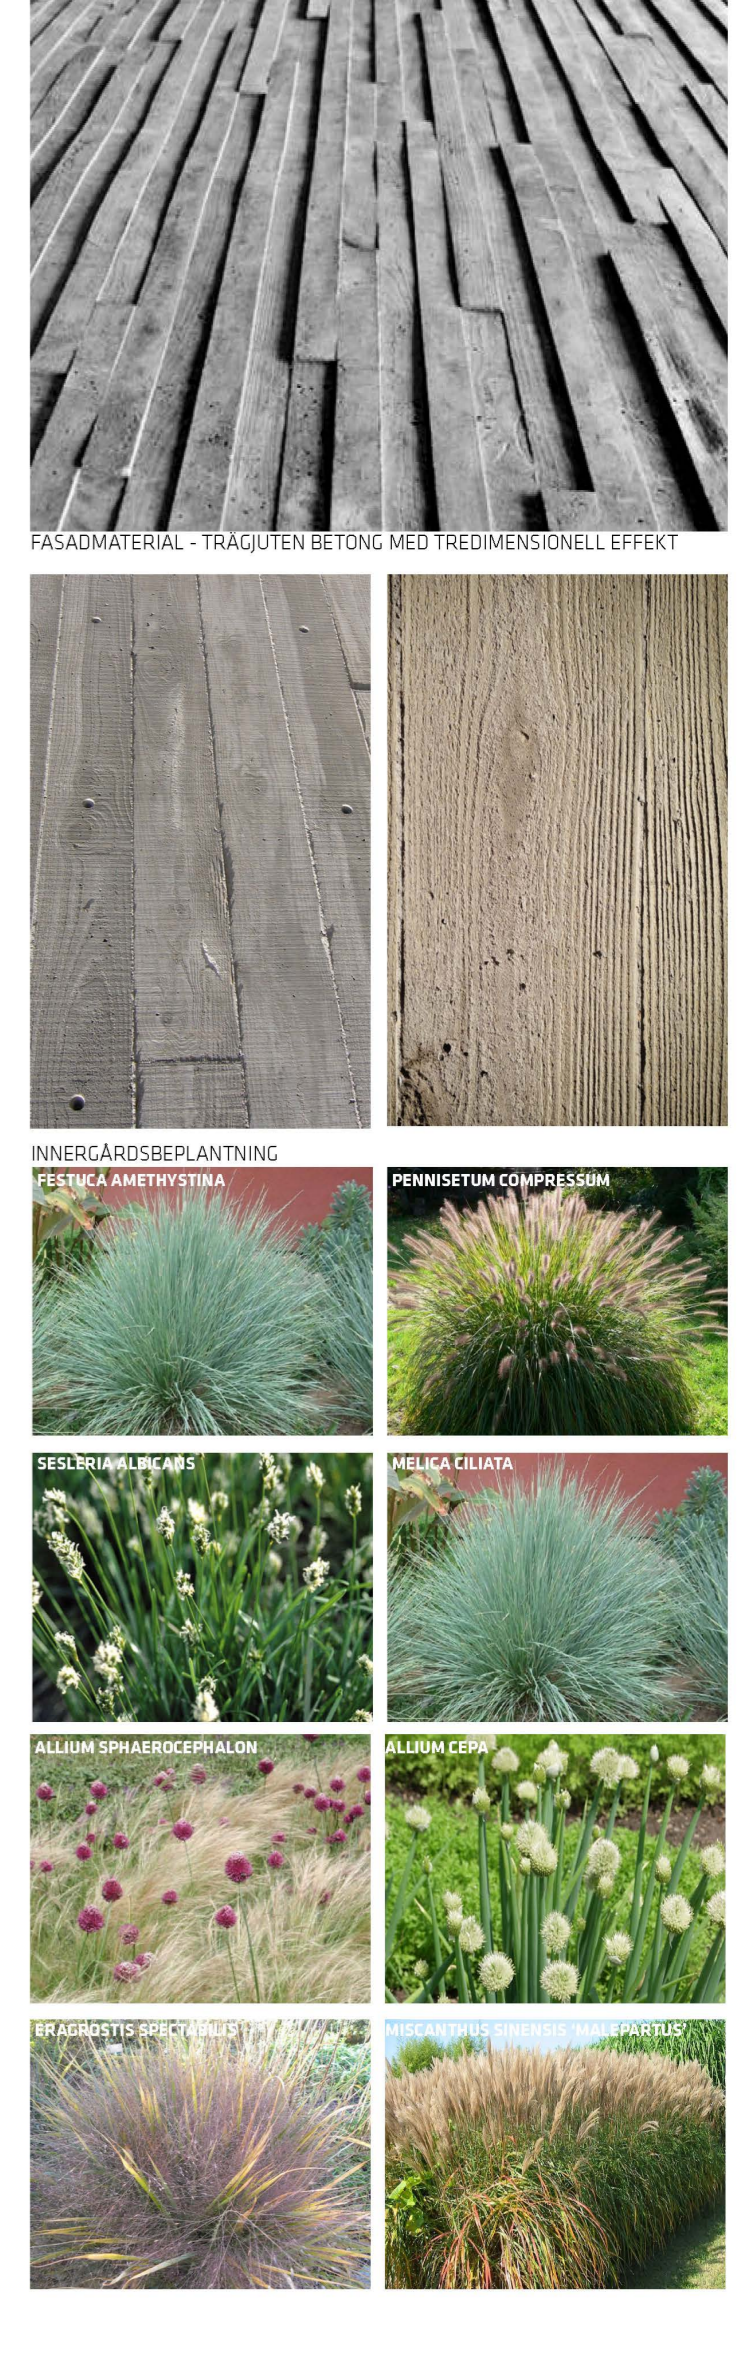 FASADMATERIAL - TRÄGJUTEN BETONG MED TREDIMENSIONELL EFFEKT
INNERGÅRDSBEPLANTNING
FESTUCA AMETHYSTINA
PENNISETUM COMPRESSUM
SESLERIA ALBICANS
MELICA CILIATA
ALLIUM SPHAEROCEPHALON
ALLIUM CEPA
ERAGROSTIS SPECTABILIS
MISCANTHUS SINENSIS 'MALEPARTUS'